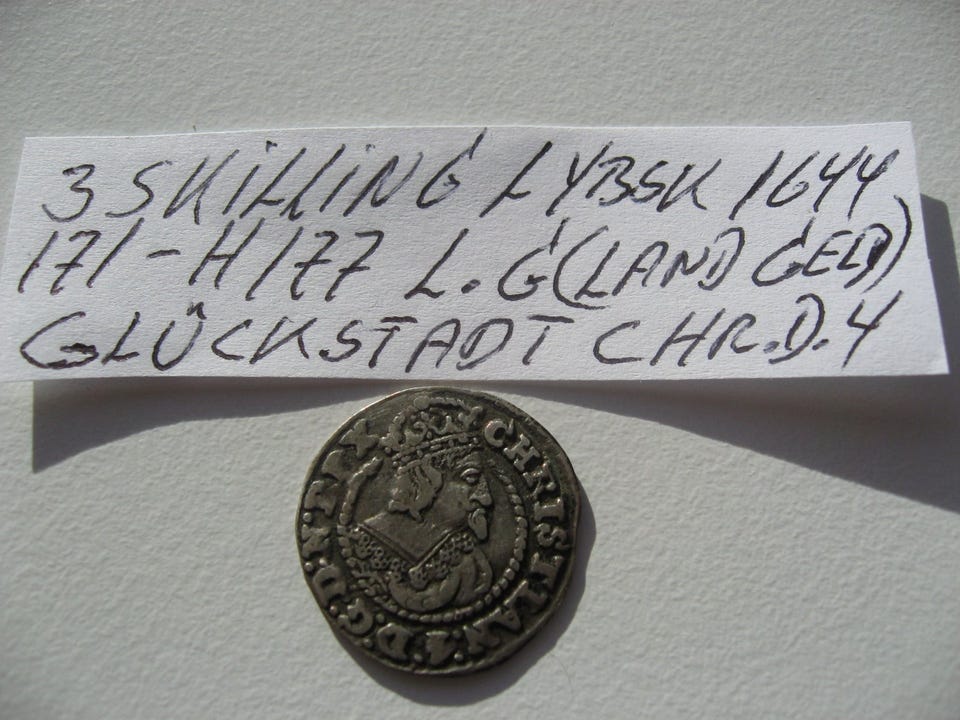 3 SKiLLiNG LYBSK 1644
171-H177 L.G(LAND GELD)
GLÜCKSTADT CHR.D.4
CHRISTIAN:4:D:G:D:N: